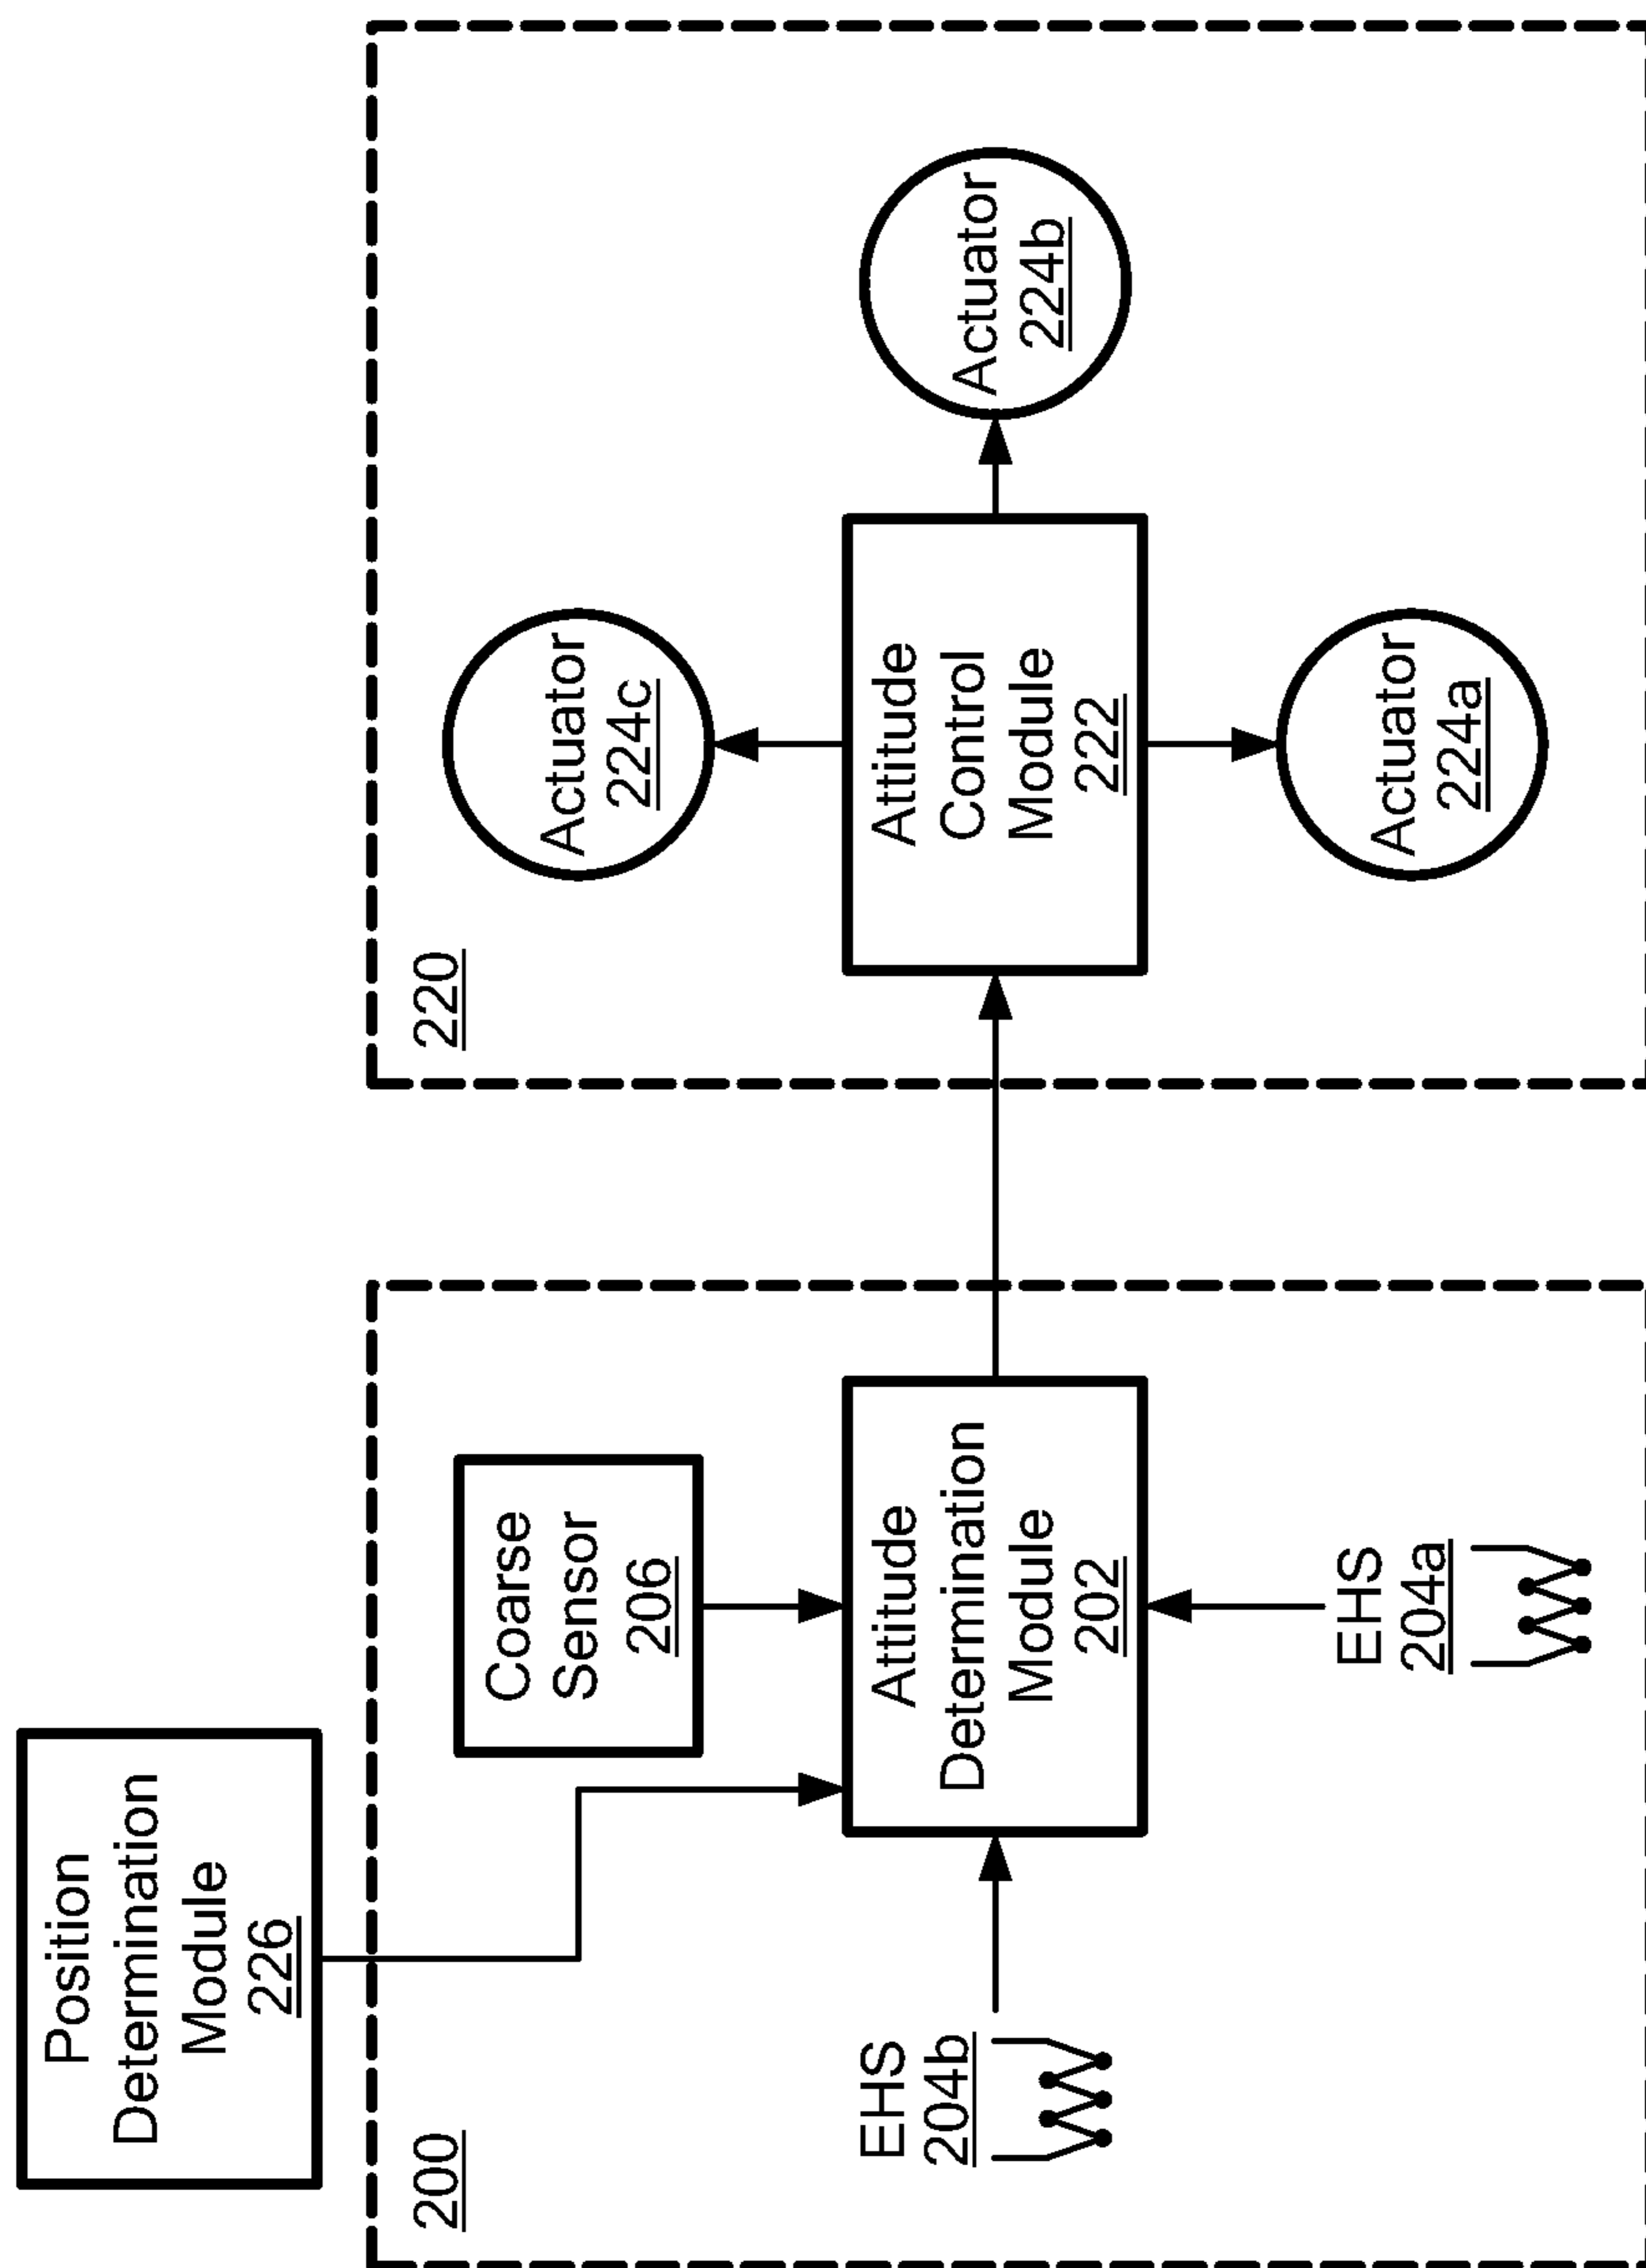 Position
Determination
Module
226
200
Coarse
Sensor
206
Attitude
Determination
Module
202
EHS
204b
EHS
204a
220
Actuator
224c
Attitude
Control
Module
222
Actuator
224b
Actuator
224a